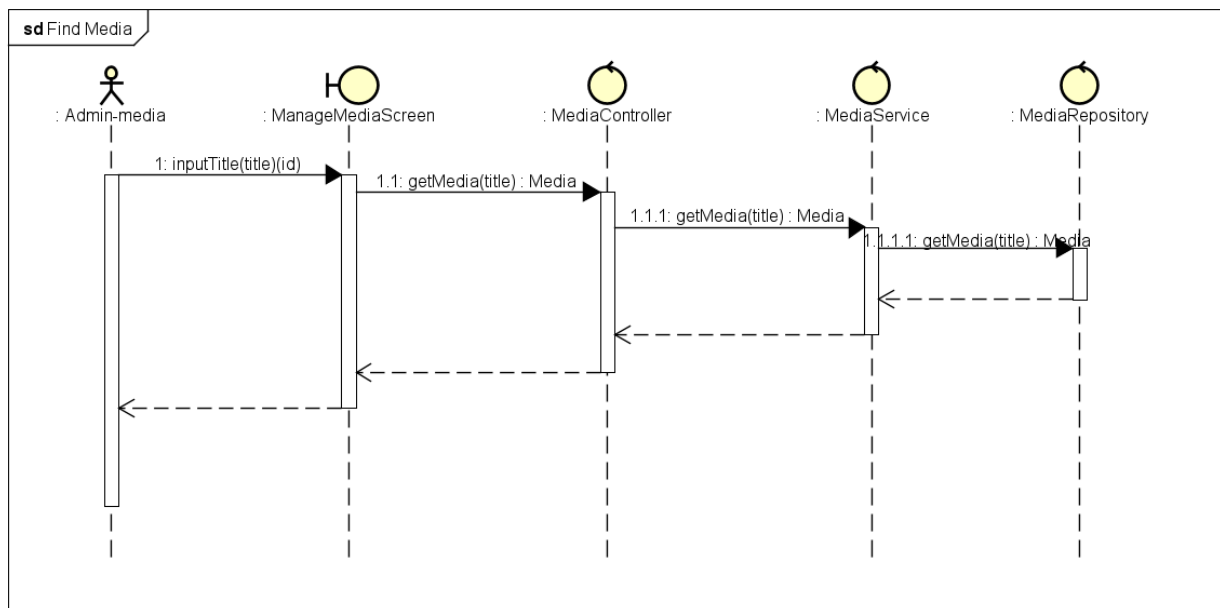 sd Find Media
: Admin-media
: ManageMediaScreen
: MediaController
: MediaService
: MediaRepository
1: inputTitle(title)(id)
1.1: getMedia(title) : Media
1.1.1: getMedia(title) : Media
1.1.1.1: getMedia(title) : Media